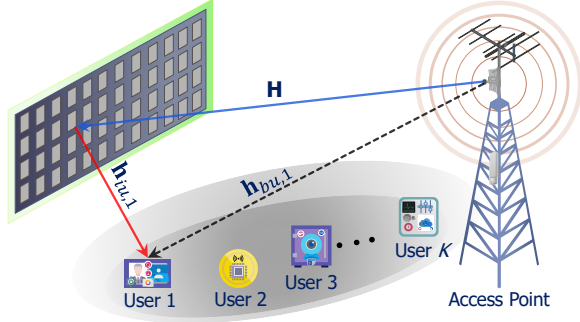 H
h_{iu,1}
h_{bu,1}
User 1
User 2
User 3
User K
Access Point